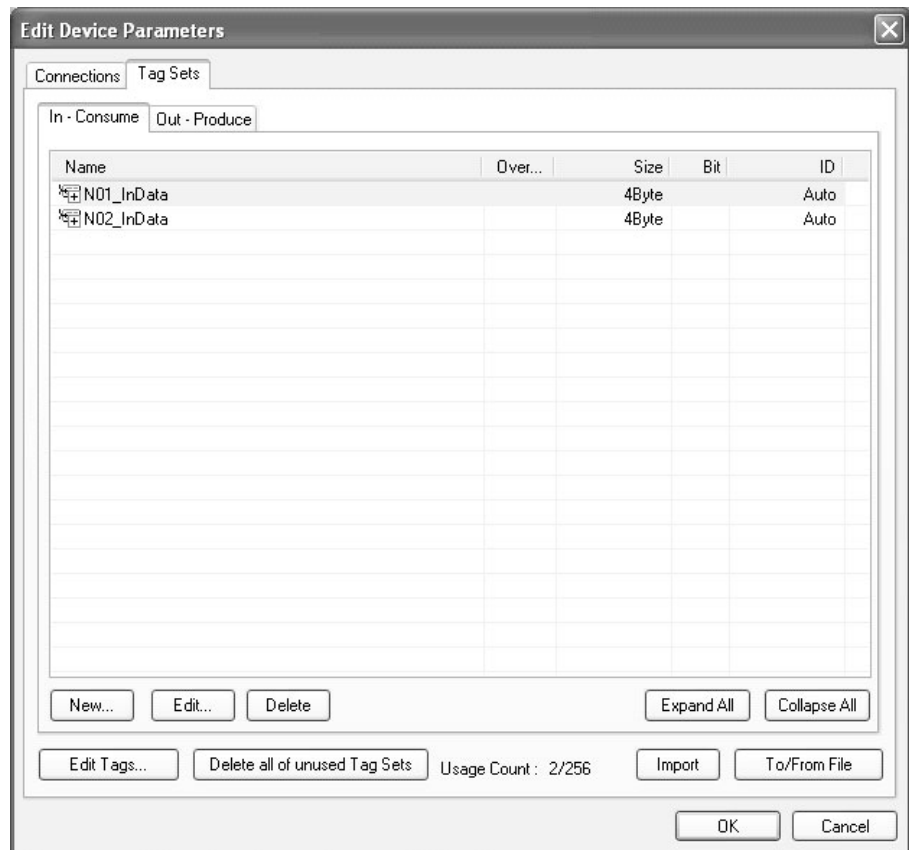 Edit Device Parameters
Connections Tag Sets
In - Consume Out - Produce
Name Over... Size Bit ID
N01_InData 4Byte Auto
N02_InData 4Byte Auto
New... Edit... Delete Expand All Collapse All
Edit Tags... Delete all of unused Tag Sets Usage Count : 2/256 Import To/From File
OK Cancel